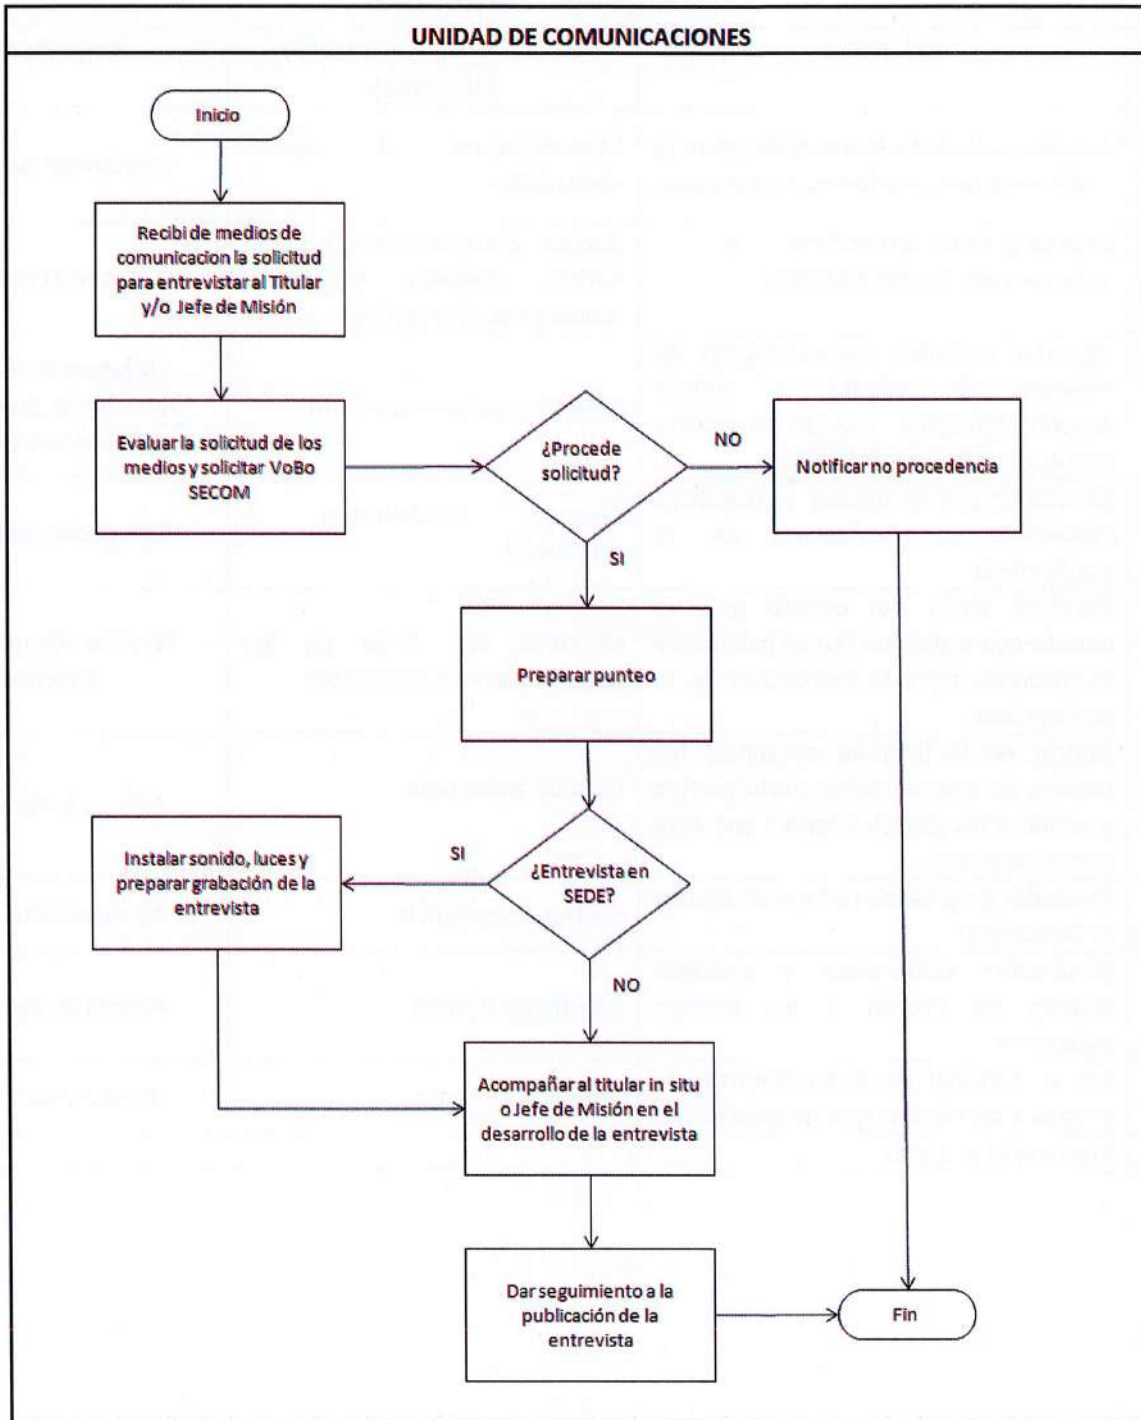 UNIDAD DE COMUNICACIONES
Inicio
Recibi de medios de
comunicacion la solicitud
para entrevistar al Titular
y/o Jefe de Misión
Evaluar la solicitud de los
medios y solicitar VoBo
SECOM
¿Procede
solicitud?
NO
Notificar no procedencia
SI
Preparar punteo
¿Entrevista en
SEDE?
SI
Instalar sonido, luces y
preparar grabación de la
entrevista
NO
Acompañar al titular in situ
o Jefe de Misión en el
desarrollo de la entrevista
Dar seguimiento a la
publicación de la
entrevista
Fin